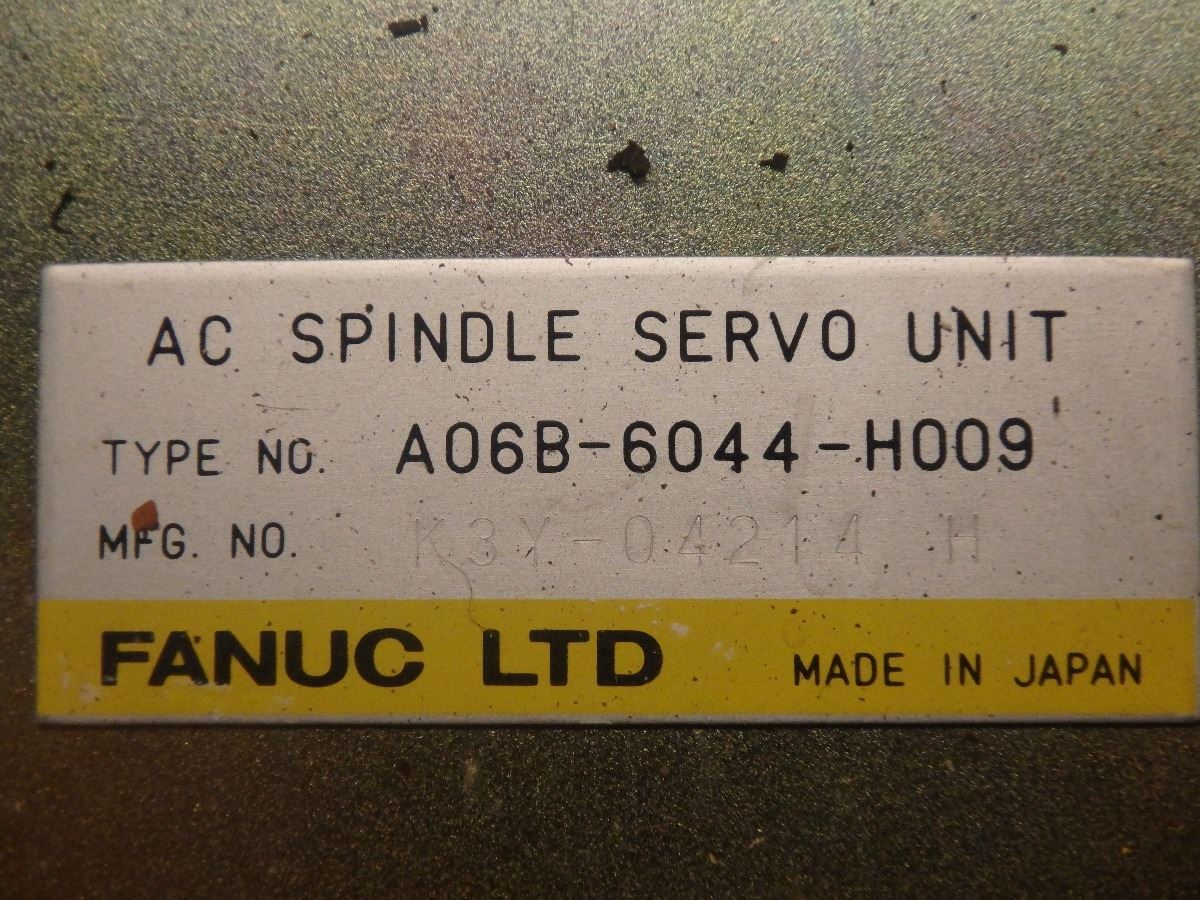 AC SPINDLE SERVO UNIT
TYPE NO. A06B-6044-H009
MFG. NO. K3Y-04214 H
FANUC LTD MADE IN JAPAN